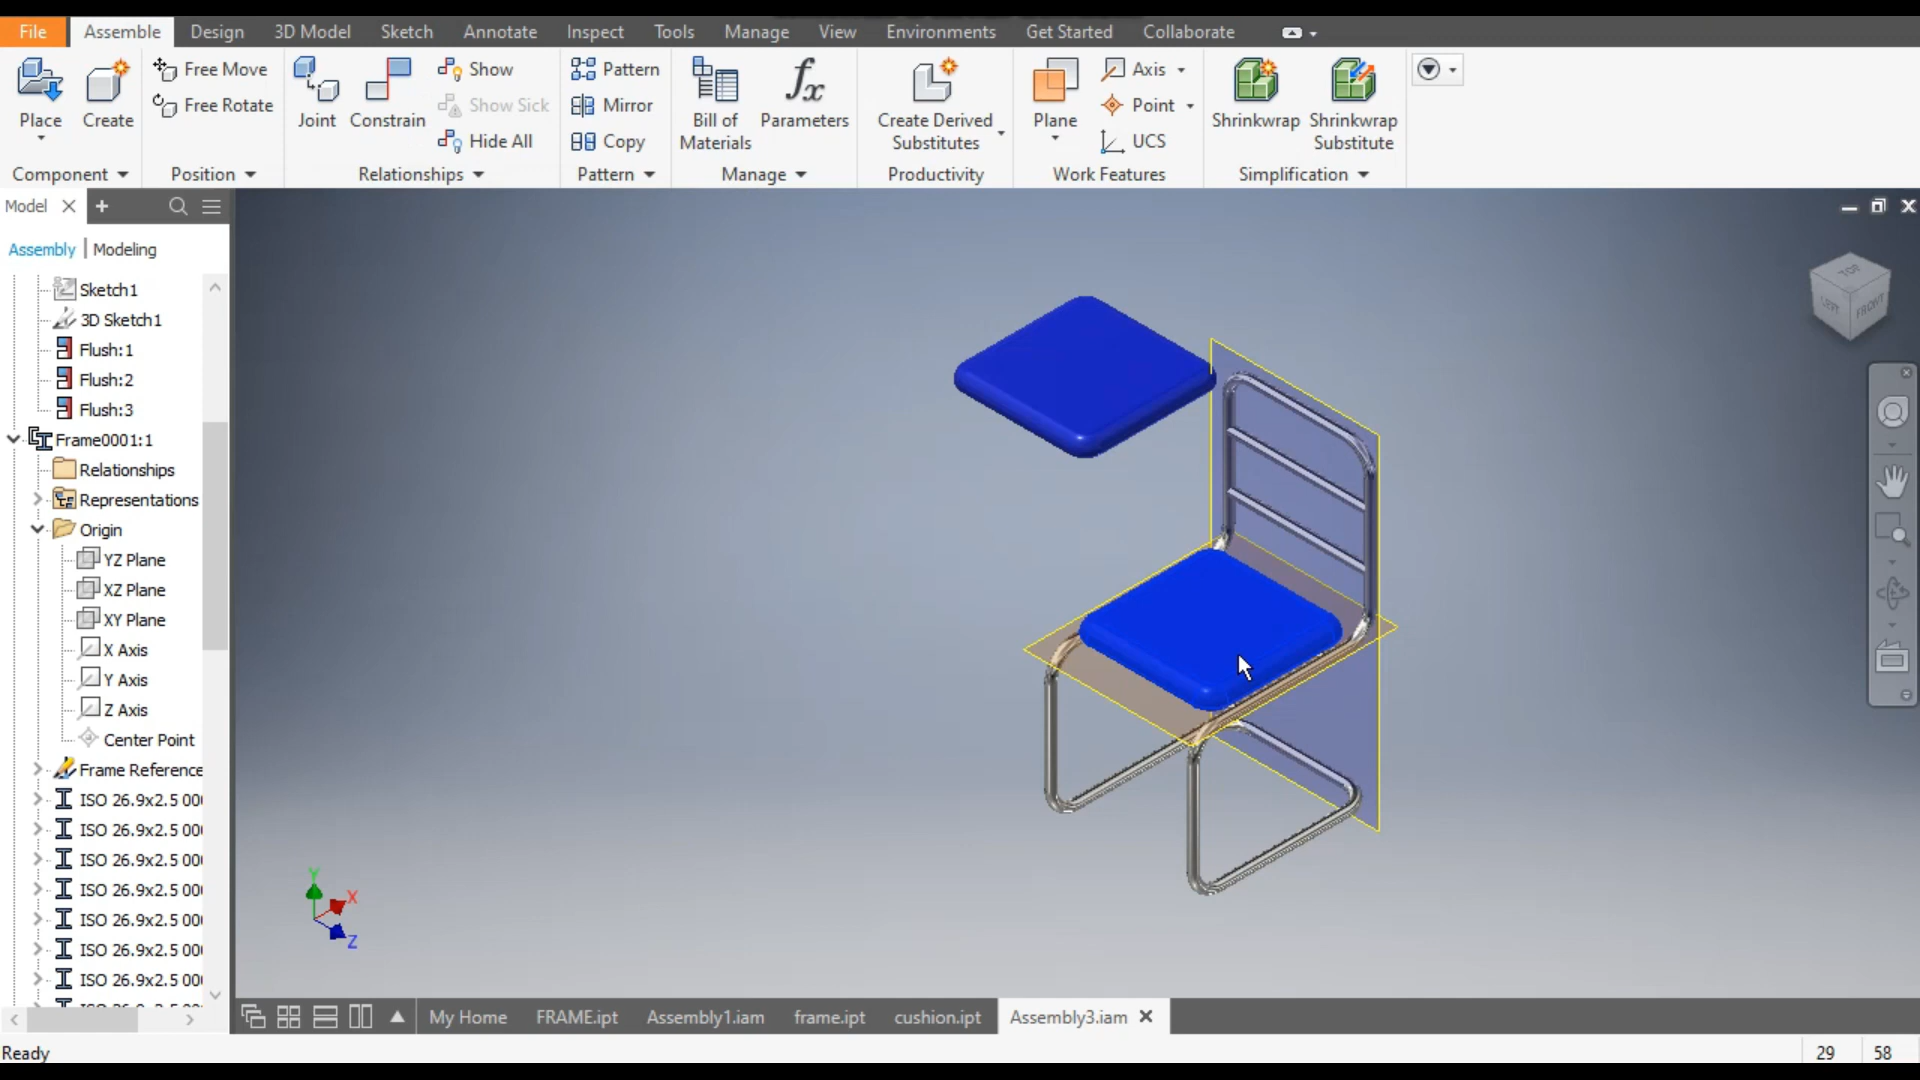 File Assemble Design 3D Model Sketch Annotate Inspect Tools Manage View Environments Get Started Collaborate
Place
Create
Component
Free Move
Free Rotate
Position
Joint
Constrain
Show
Show Sick
Hide All
Relationships
Pattern
Mirror
Copy
Pattern
Bill of
Materials
Parameters
Manage
Create Derived
Substitutes
Productivity
Plane
Axis
Point
UCS
Work Features
Shrinkwrap
Shrinkwrap
Substitute
Simplification
Model
Assembly | Modeling
Sketch1
3D Sketch1
Flush:1
Flush:2
Flush:3
Frame0001:1
Relationships
Representations
Origin
YZ Plane
XZ Plane
XY Plane
X Axis
Y Axis
Z Axis
Center Point
Frame Reference
ISO 26.9x2.5 00
ISO 26.9x2.5 00
ISO 26.9x2.5 00
ISO 26.9x2.5 00
ISO 26.9x2.5 00
ISO 26.9x2.5 00
ISO 26.9x2.5 00
TOP
LEFT
FRONT
Y
X
Z
My Home FRAME.ipt Assembly1.iam frame.ipt cushion.ipt Assembly3.iam
Ready
29 58